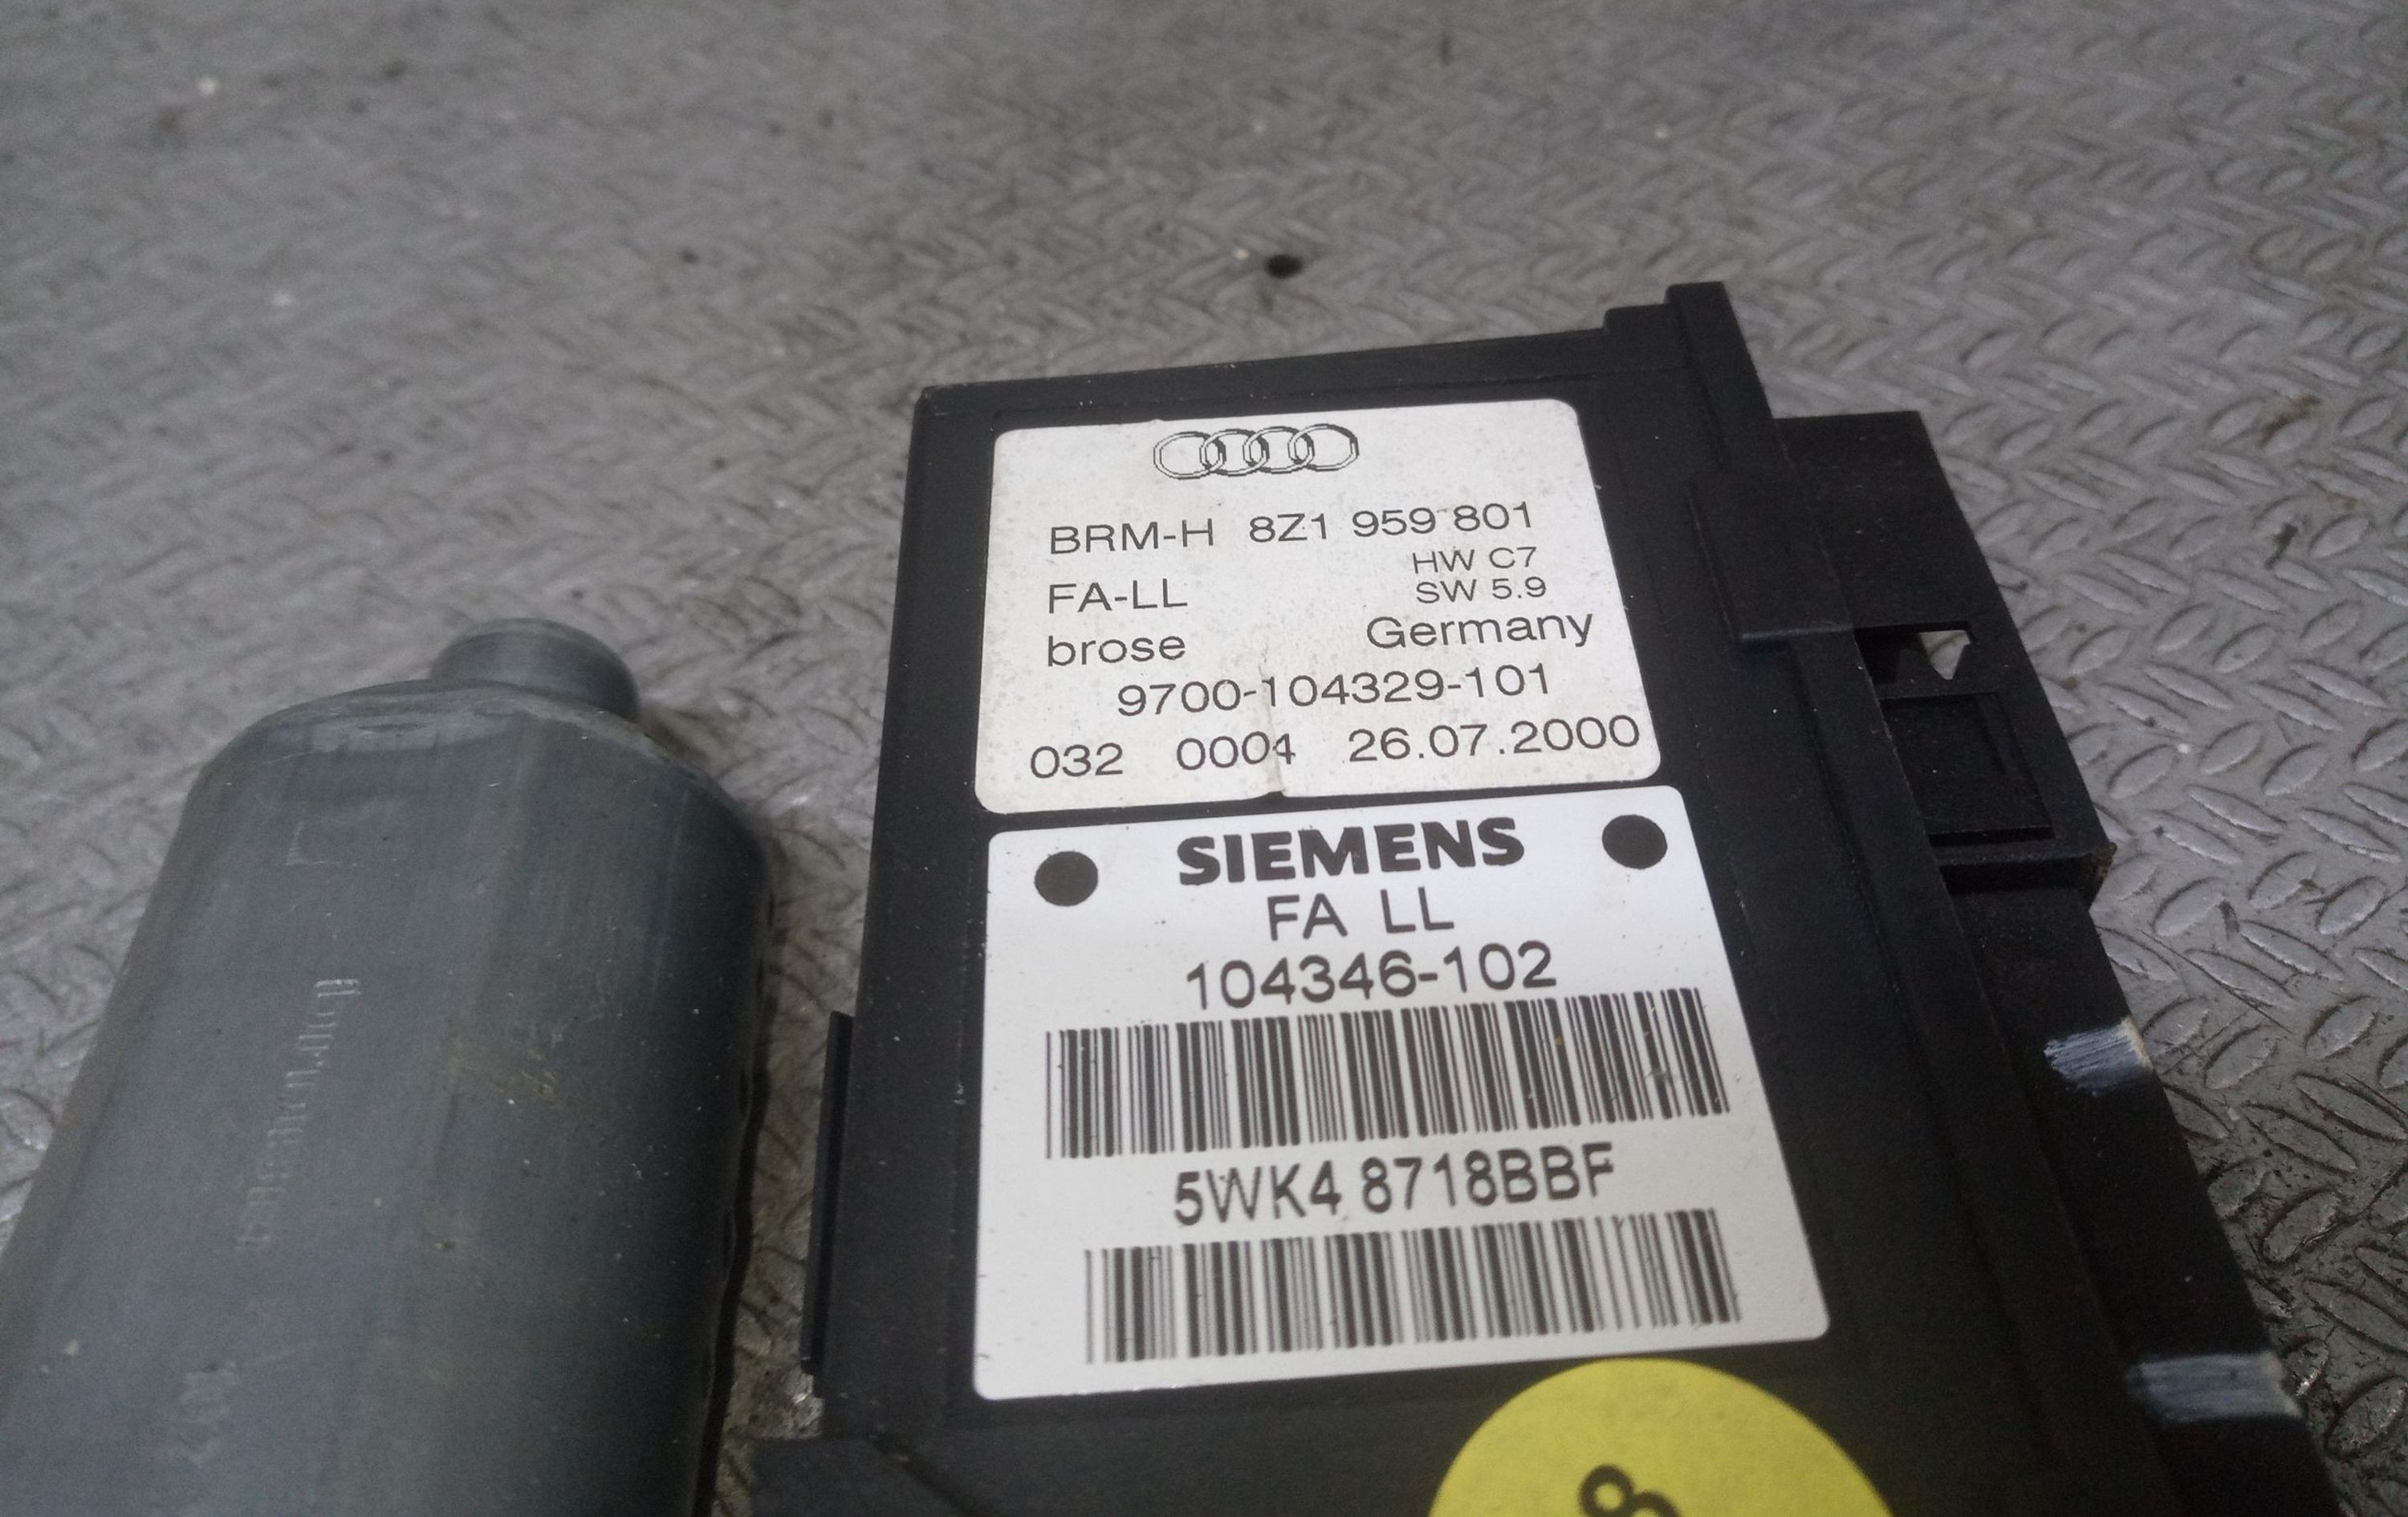 BRM-H 8Z1 959 801
HW C7
FA-LL
SW 5.9
brose Germany
9700-104329-101
032 0004 26.07.2000
SIEMENS
FA LL
104346-102
5WK4 8718BBF
8